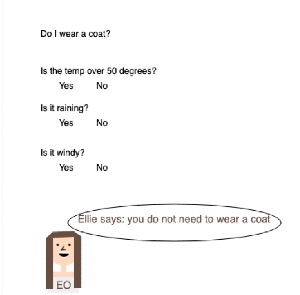 Do I wear a coat?
Is the temp over 50 degrees?
Yes No
Is it raining?
Yes No
Is it windy?
Yes No
Ellie says: you do not need to wear a coat
EO